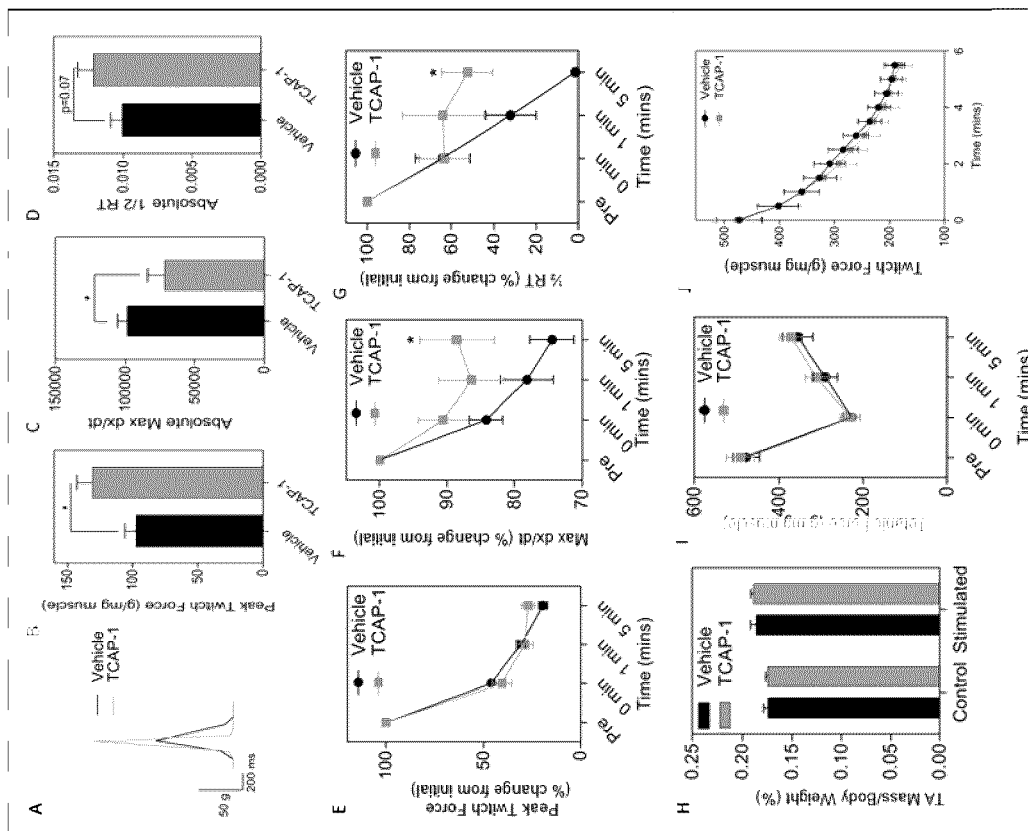 A
50 g
200 ms
Vehicle
TCAP-1
B
Peak Twitch Force (g/mg muscle)
150
100
50
0
*
Vehicle
TCAP-1
C
Absolute Max dx/dt
150000
100000
50000
0
*
Vehicle
TCAP-1
D
Absolute 1/2 RT
0.015
0.010
0.005
0.000
p=0.07
Vehicle
TCAP-1
E
Peak Twitch Force
(% change from initial)
100
50
0
Vehicle
TCAP-1
Pre
0 min
1 min
5 min
Time (mins)
F
Max dx/dt (% change from initial)
100
90
80
70
Vehicle
TCAP-1
*
Pre
0 min
1 min
5 min
Time (mins)
G
½ RT (% change from initial)
100
80
60
40
20
0
Vehicle
TCAP-1
*
Pre
0 min
1 min
5 min
Time (mins)
H
TA Mass/Body Weight (%)
0.25
0.20
0.15
0.10
0.05
0.00
Vehicle
TCAP-1
Control Stimulated
I
Tetanic Force (g/mg muscle)
600
400
200
0
Vehicle
TCAP-1
Pre
0 min
1 min
5 min
Time (mins)
J
Twitch Force (g/mg muscle)
500
400
300
200
100
Vehicle
TCAP-1
0
2
4
6
Time (mins)